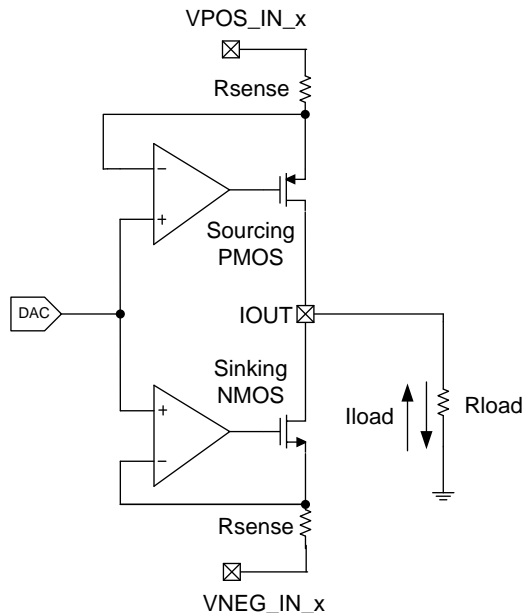 VPOS_IN_x
Rsense
−
+
Sourcing
PMOS
DAC
IOUT
Sinking
NMOS
Iload
Rload
+
−
Rsense
VNEG_IN_x